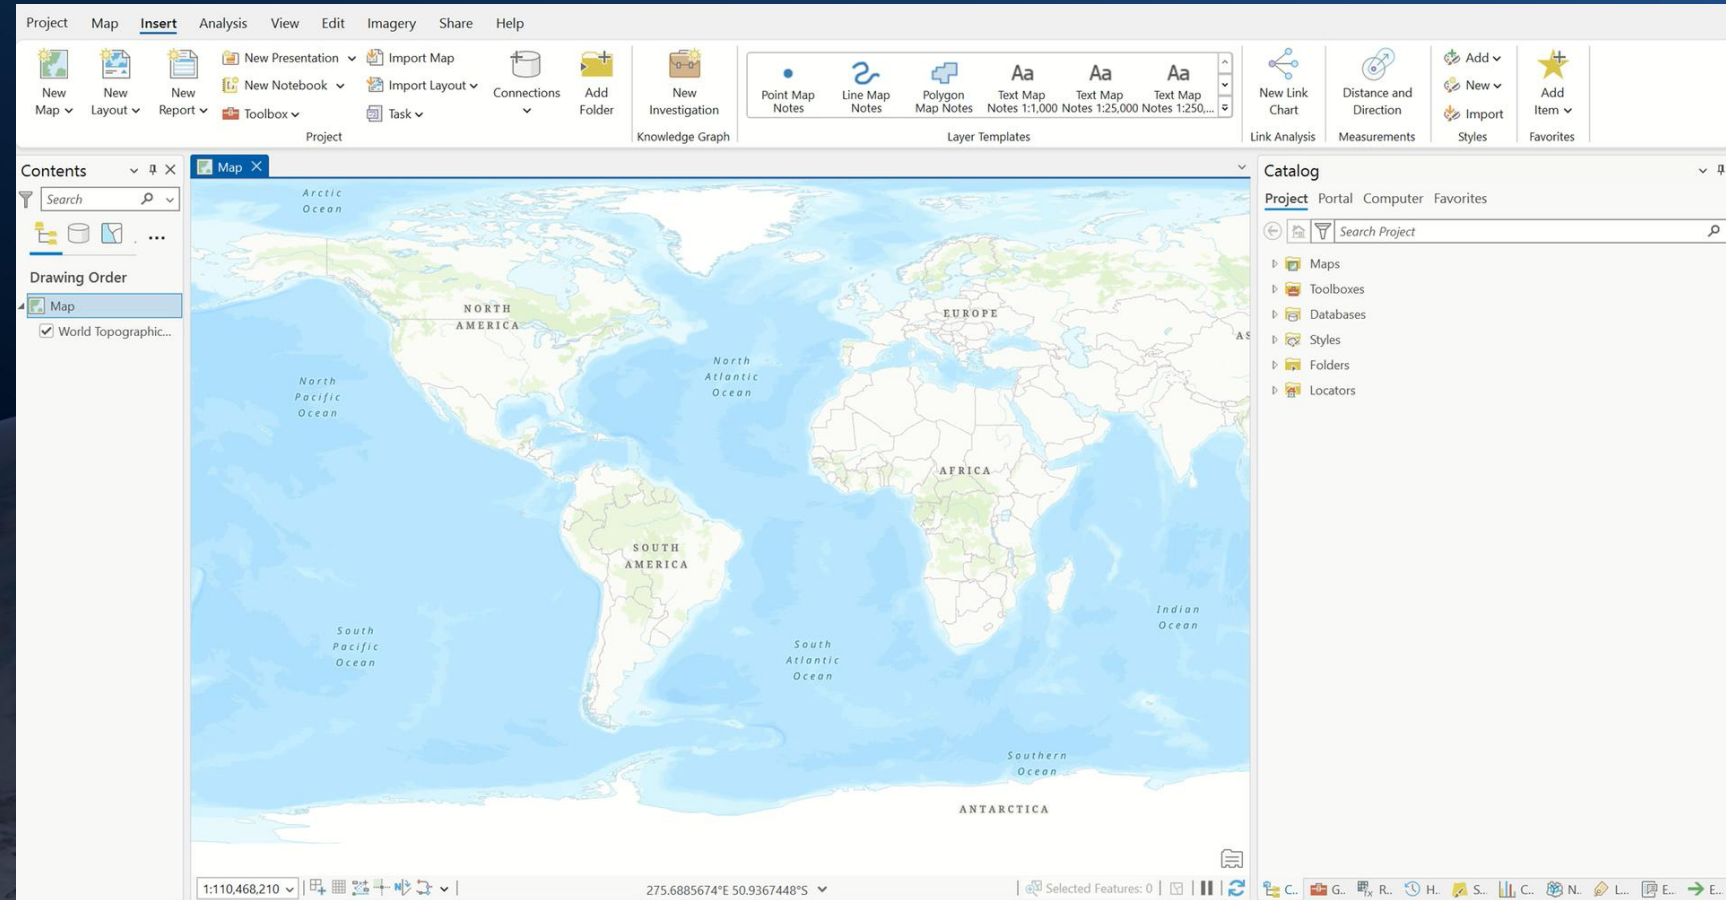 Project Map Insert Analysis View Edit Imagery Share Help
New Map
New Layout
New Report
New Presentation
New Notebook
Toolbox
Import Map
Import Layout
Task
Connections
Add Folder
Project
New Investigation
Knowledge Graph
Point Map Notes
Line Map Notes
Polygon Map Notes
Aa
Text Map Notes 1:1,000
Aa
Text Map Notes 1:25,000
Aa
Text Map Notes 1:250,...
Layer Templates
New Link Chart
Link Analysis
Distance and Direction
Measurements
Add
New
Import
Styles
Add Item
Favorites
Contents
Search
Drawing Order
Map
World Topographic...
Map
Arctic
Ocean
NORTH
AMERICA
EUROPE
AS
North
Atlantic
Ocean
North
Pacific
Ocean
AFRICA
SOUTH
AMERICA
Indian
Ocean
South
Pacific
Ocean
South
Atlantic
Ocean
Southern
Ocean
ANTARCTICA
1:110,468,210
275.6885674°E 50.9367448°S
Selected Features: 0
Catalog
Project Portal Computer Favorites
Search Project
Maps
Toolboxes
Databases
Styles
Folders
Locators
C... G... R... H... S... C... N... L... E... E...